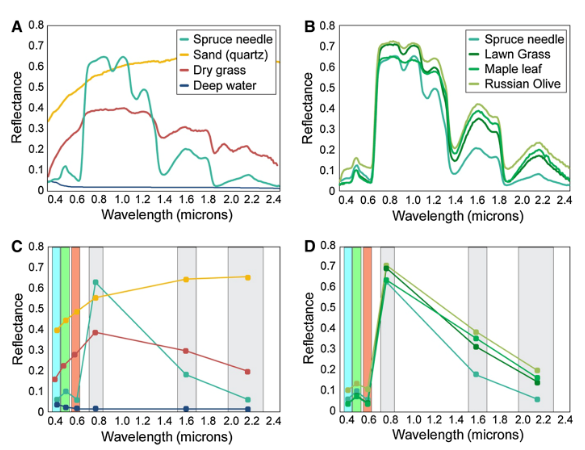 A
0.8
0.7
0.6
0.5
0.4
0.3
0.2
0.1
0
Reflectance
Spruce needle
Sand (quartz)
Dry grass
Deep water
0.4 0.6 0.8 1.0 1.2 1.4 1.6 1.8 2.0 2.2 2.4
Wavelength (microns)
B
0.8
0.7
0.6
0.5
0.4
0.3
0.2
0.1
0
Reflectance
Spruce needle
Lawn Grass
Maple leaf
Russian Olive
0.4 0.6 0.8 1.0 1.2 1.4 1.6 1.8 2.0 2.2 2.4
Wavelength (microns)
C
0.8
0.7
0.6
0.5
0.4
0.3
0.2
0.1
0
Reflectance
0.4 0.6 0.8 1.0 1.2 1.4 1.6 1.8 2.0 2.2 2.4
Wavelength (microns)
D
0.8
0.7
0.6
0.5
0.4
0.3
0.2
0.1
0
Reflectance
0.4 0.6 0.8 1.0 1.2 1.4 1.6 1.8 2.0 2.2 2.4
Wavelength (microns)